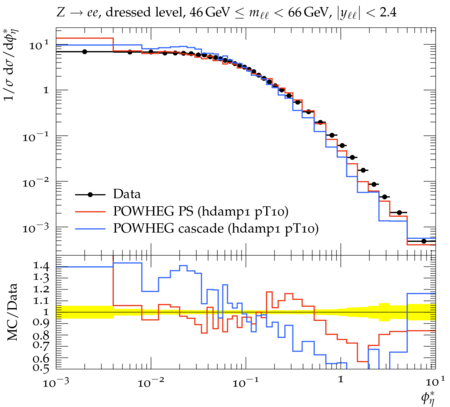 Z → ee, dressed level, 46 GeV ≤ mℓℓ < 66 GeV, |yℓℓ| < 2.4
1/σ dσ/dφ*η
10¹
1
10⁻¹
10⁻²
10⁻³
Data
POWHEG PS (hdamp1 pT10)
POWHEG cascade (hdamp1 pT10)
MC/Data
1.4
1.3
1.2
1.1
1
0.9
0.8
0.7
0.6
0.5
10⁻³ 10⁻² 10⁻¹ 1 10¹
φ*η